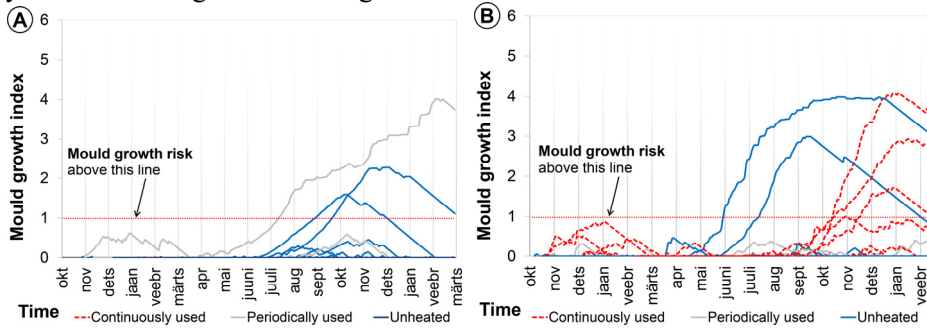 A
Mould growth index
6
5
4
3
2
1
0
Mould growth risk
above this line
okt nov dets jaan veebr märts apr mai juuni juuli aug sept okt nov dets jaan veebr märts
Time
Continuously used Periodically used Unheated
B
Mould growth index
6
5
4
3
2
1
0
Mould growth risk
above this line
okt nov dets jaan veebr märts apr mai juuni juuli aug sept okt nov dets jaan veebr
Time
Continuously used Periodically used Unheated